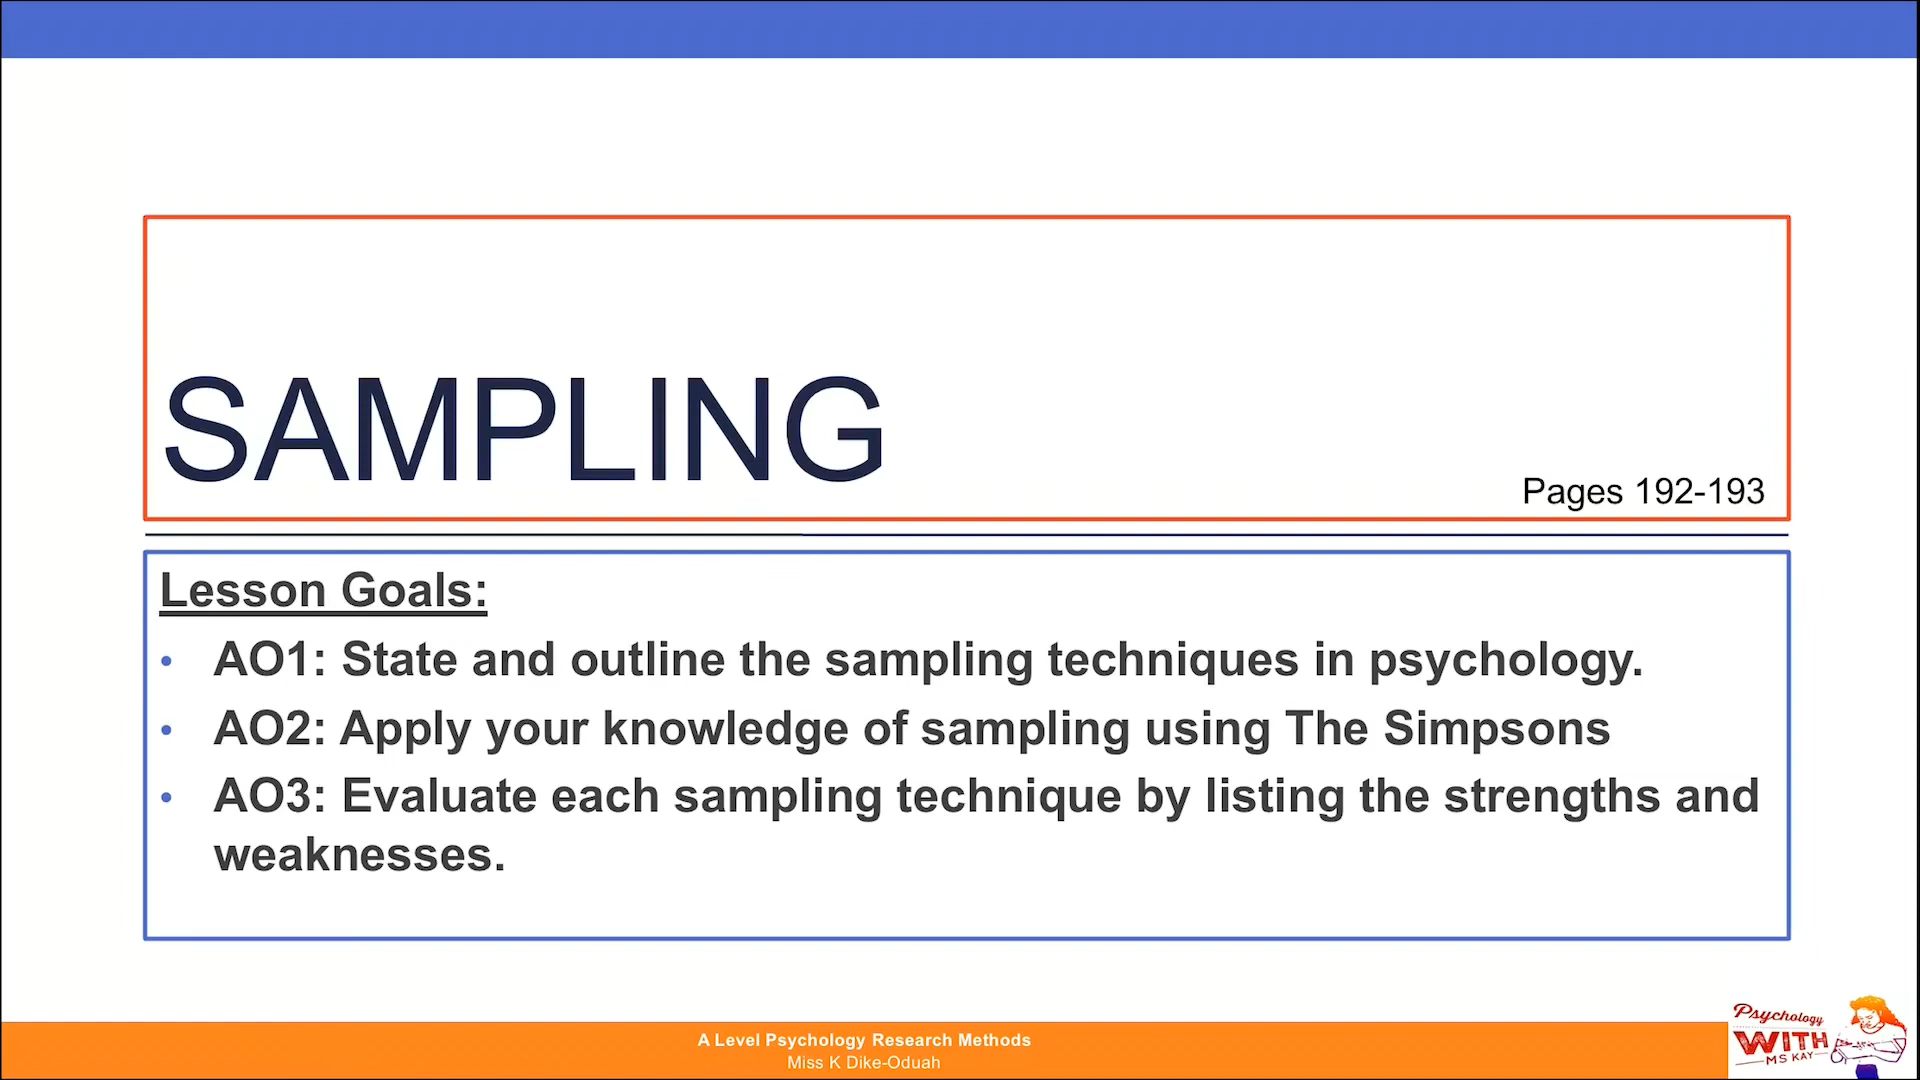 SAMPLING
Pages 192-193
Lesson Goals:
• AO1: State and outline the sampling techniques in psychology.
• AO2: Apply your knowledge of sampling using The Simpsons
• AO3: Evaluate each sampling technique by listing the strengths and
weaknesses.
A Level Psychology Research Methods
Miss K Dike-Oduah
Psychology
WITH
MS KAY